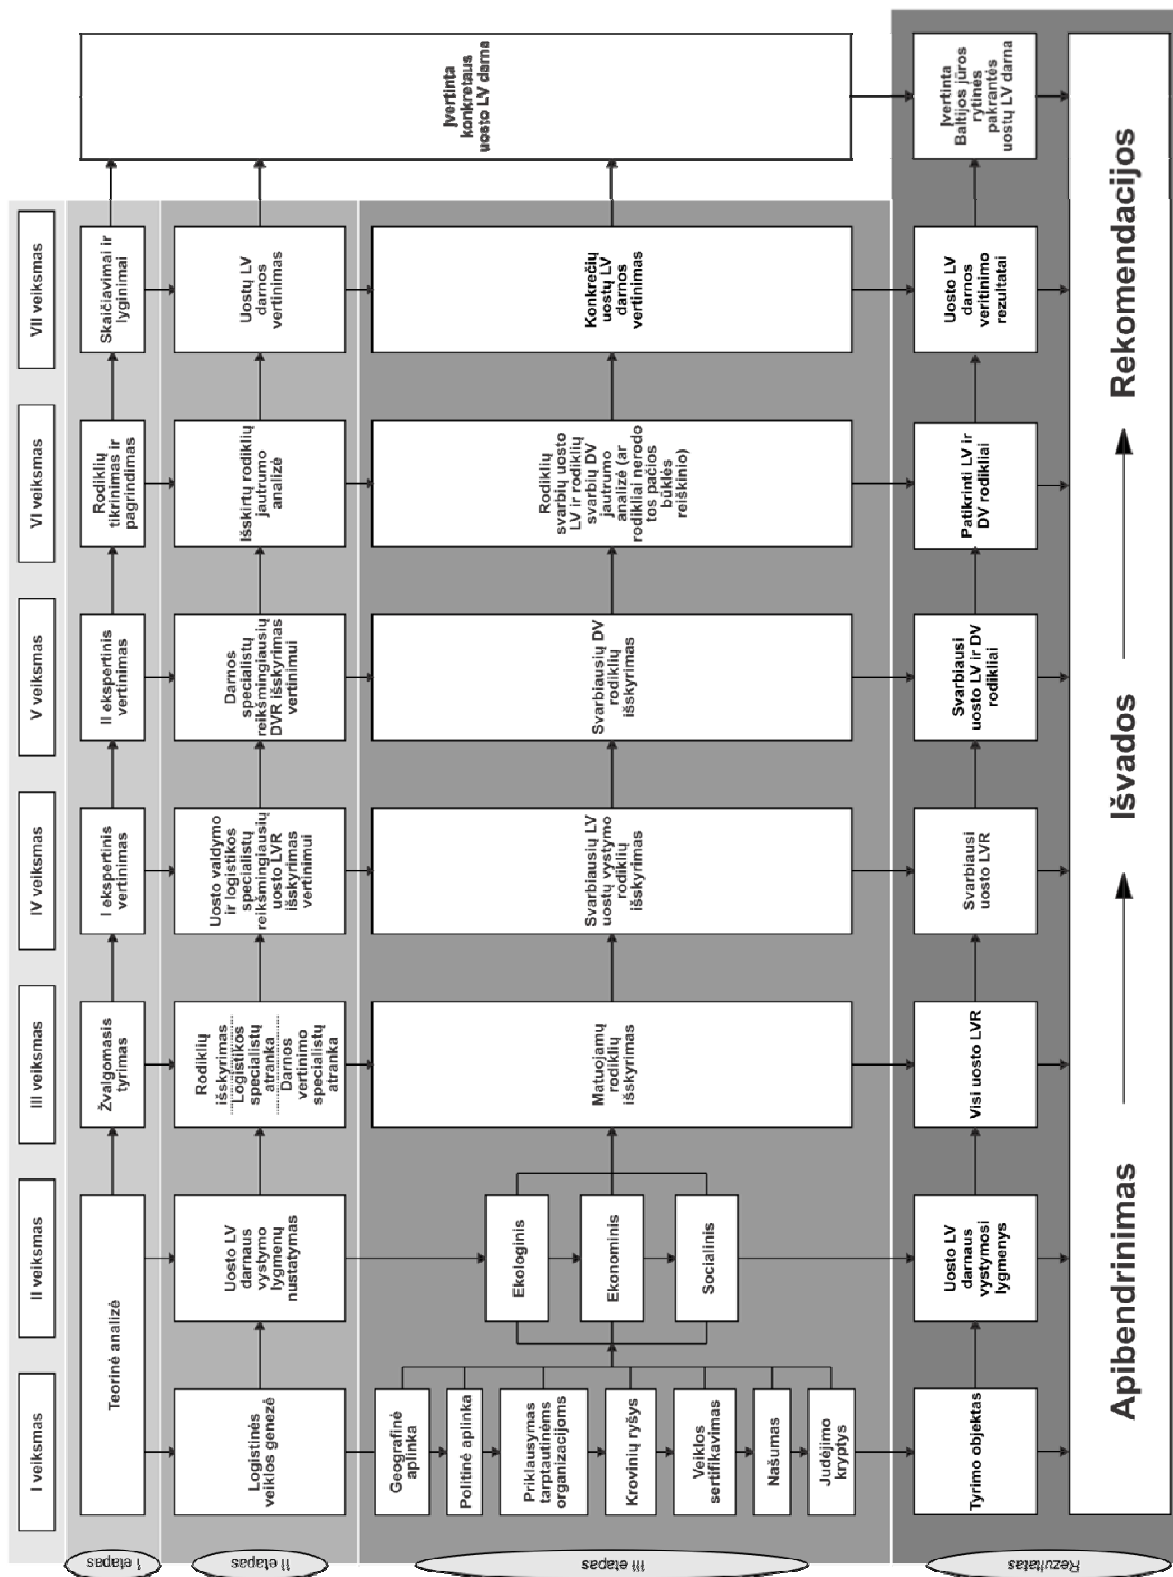 I veiksmas
II veiksmas
III veiksmas
IV veiksmas
V veiksmas
VI veiksmas
VII veiksmas
I etapas
Teorinė analizė
Žvalgomasis
tyrimas
I ekspertinis
vertinimas
II ekspertinis
vertinimas
Rodiklių
tikrinimas ir
pagrindimas
Skaičiavimai ir
lyginimai
II etapas
Logistinės
veiklos genezė
Uosto LV
darnaus
vystymo
lygmenų
nustatymas
Rodiklių
išskyrimas
Logistikos
specialistų
atranka
Darnos
vertinimo
specialistų
atranka
Uosto valdymo
ir logistikos
specialistų
reikšmingiausių
uosto LVR
išskyrimas
vertinimui
Darnos
specialistų
reikšmingiausių
DVR išskyrimas
vertinimui
Išskirtų rodiklių
jautrumo
analizė
Uostų LV
darnos
vertinimas
III etapas
Geografinė
aplinka
Politinė aplinka
Priklausymas
tarptautinėms
organizacijoms
Krovinių ryšys
Veiklos
sertifikavimas
Našumas
Judėjimo
kryptys
Ekologinis
Ekonominis
Socialinis
Matuojamų
rodiklių
išskyrimas
Svarbiausių LV
uostų vystymo
rodiklių
išskyrimas
Svarbiausių DV
rodiklių
išskyrimas
Rodiklių
svarbių uosto
LV ir rodiklių
svarbių DV
jautrumo
analizė (ar
rodikliai nerodo
tos pačios
būklės
reiškinio)
Konkrečių
uostų LV
darnos
vertinimas
Įvertinta
konkretaus
uosto LV darna
Rezultatas
Tyrimo objektas
Uosto LV
darnaus
vystymosi
lygmenys
Visi uosto LVR
Svarbiausi
uosto LVR
Svarbiausi
uosto LV ir DV
rodikliai
Patikrinti LV ir
DV rodikliai
Uosto LV
darnos
veritinimo
rezultatai
Įvertinta
Baltijos jūros
rytinės
pakrantės
uostų LV darna
Apibendrinimas
Išvados
Rekomendacijos